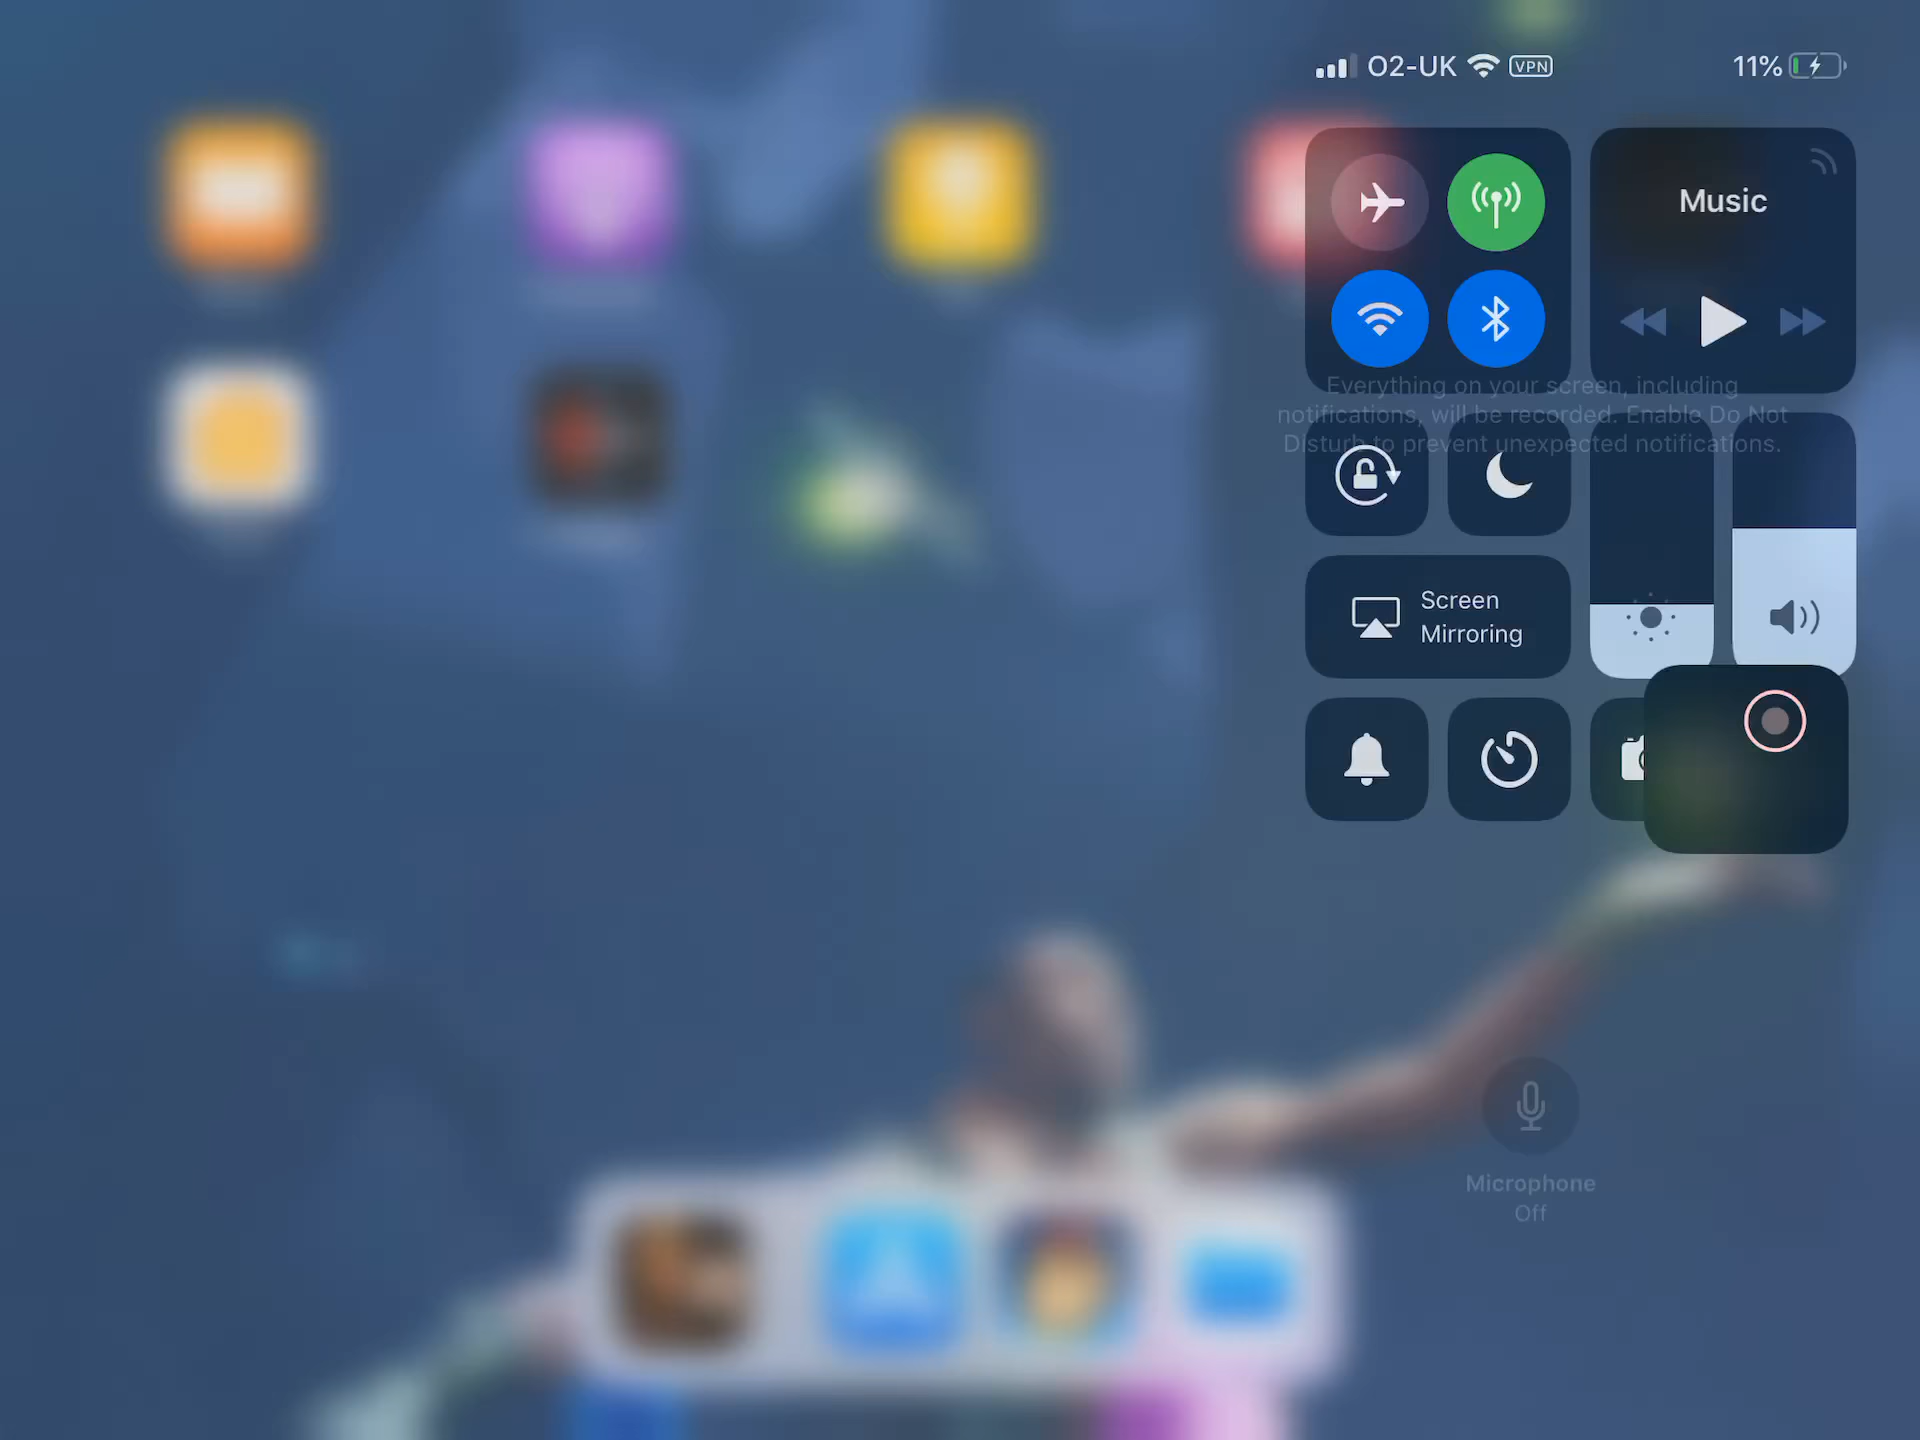 O2-UK VPN 11%
Music
Everything on your screen, including
notifications, will be recorded. Enable Do Not
Disturb to prevent unexpected notifications.
Screen
Mirroring
Microphone
Off